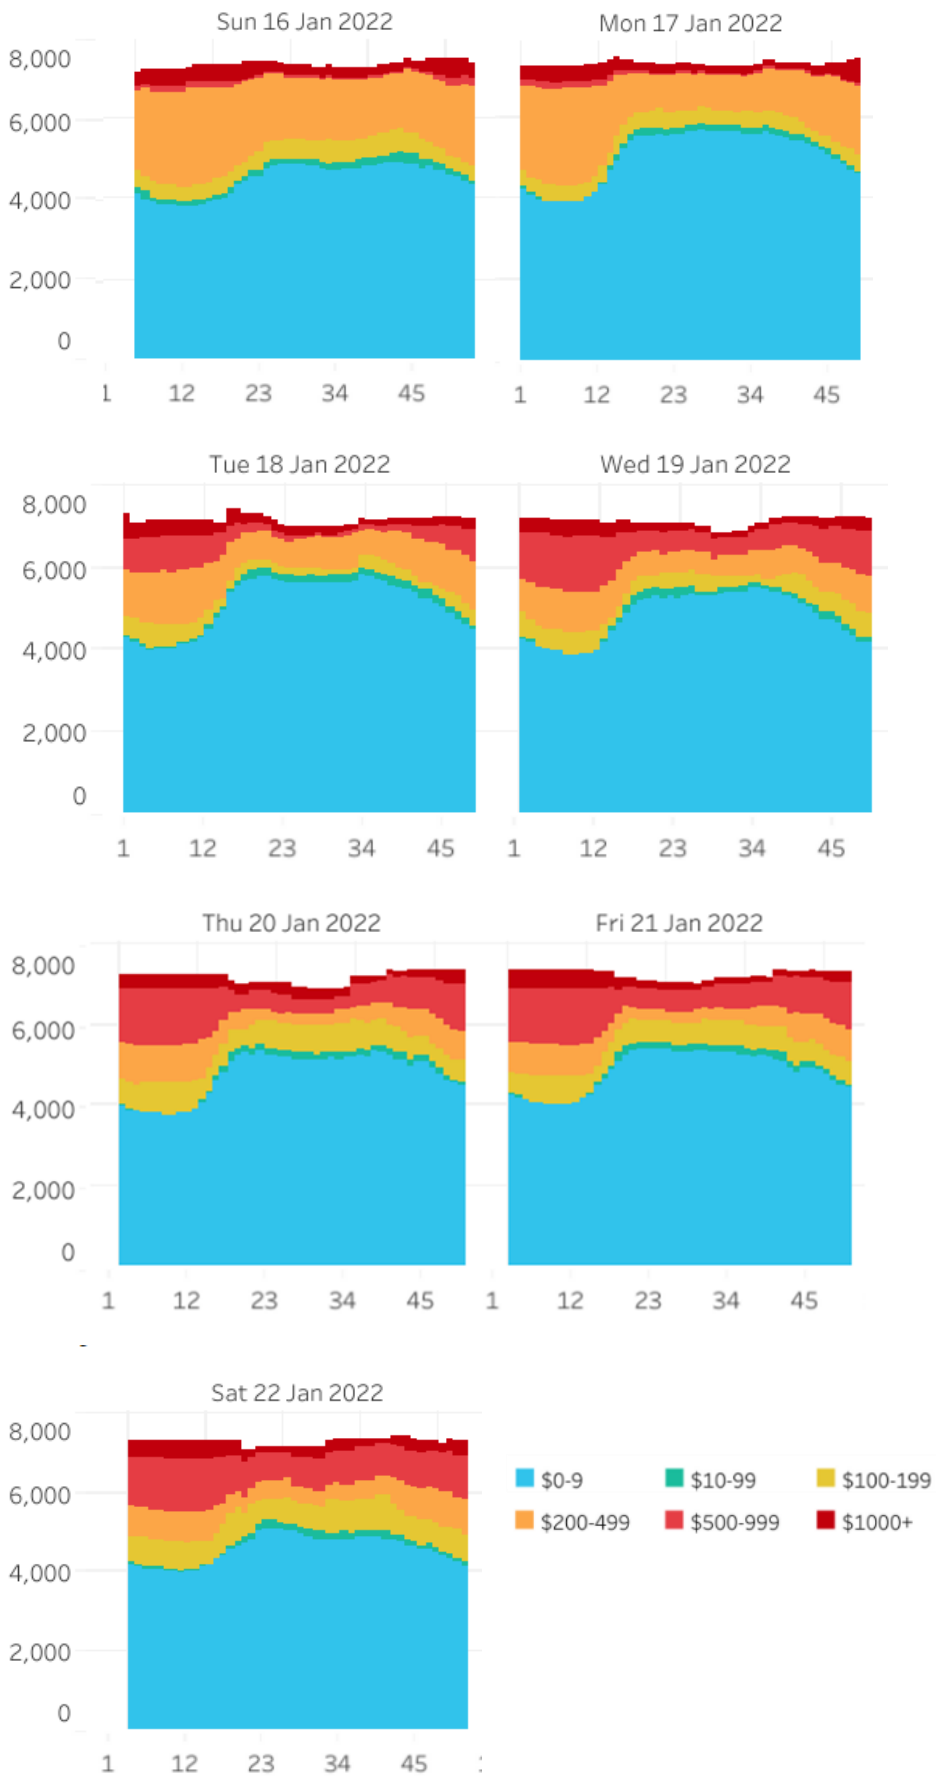 Sun 16 Jan 2022 Mon 17 Jan 2022
8,000
6,000
4,000
2,000
0
1 12 23 34 45 1 12 23 34 45
Tue 18 Jan 2022 Wed 19 Jan 2022
8,000
6,000
4,000
2,000
0
1 12 23 34 45 1 12 23 34 45
Thu 20 Jan 2022 Fri 21 Jan 2022
8,000
6,000
4,000
2,000
0
1 12 23 34 45 1 12 23 34 45
Sat 22 Jan 2022
8,000
6,000
4,000
2,000
0
1 12 23 34 45
$0-9 $10-99 $100-199
$200-499 $500-999 $1000+